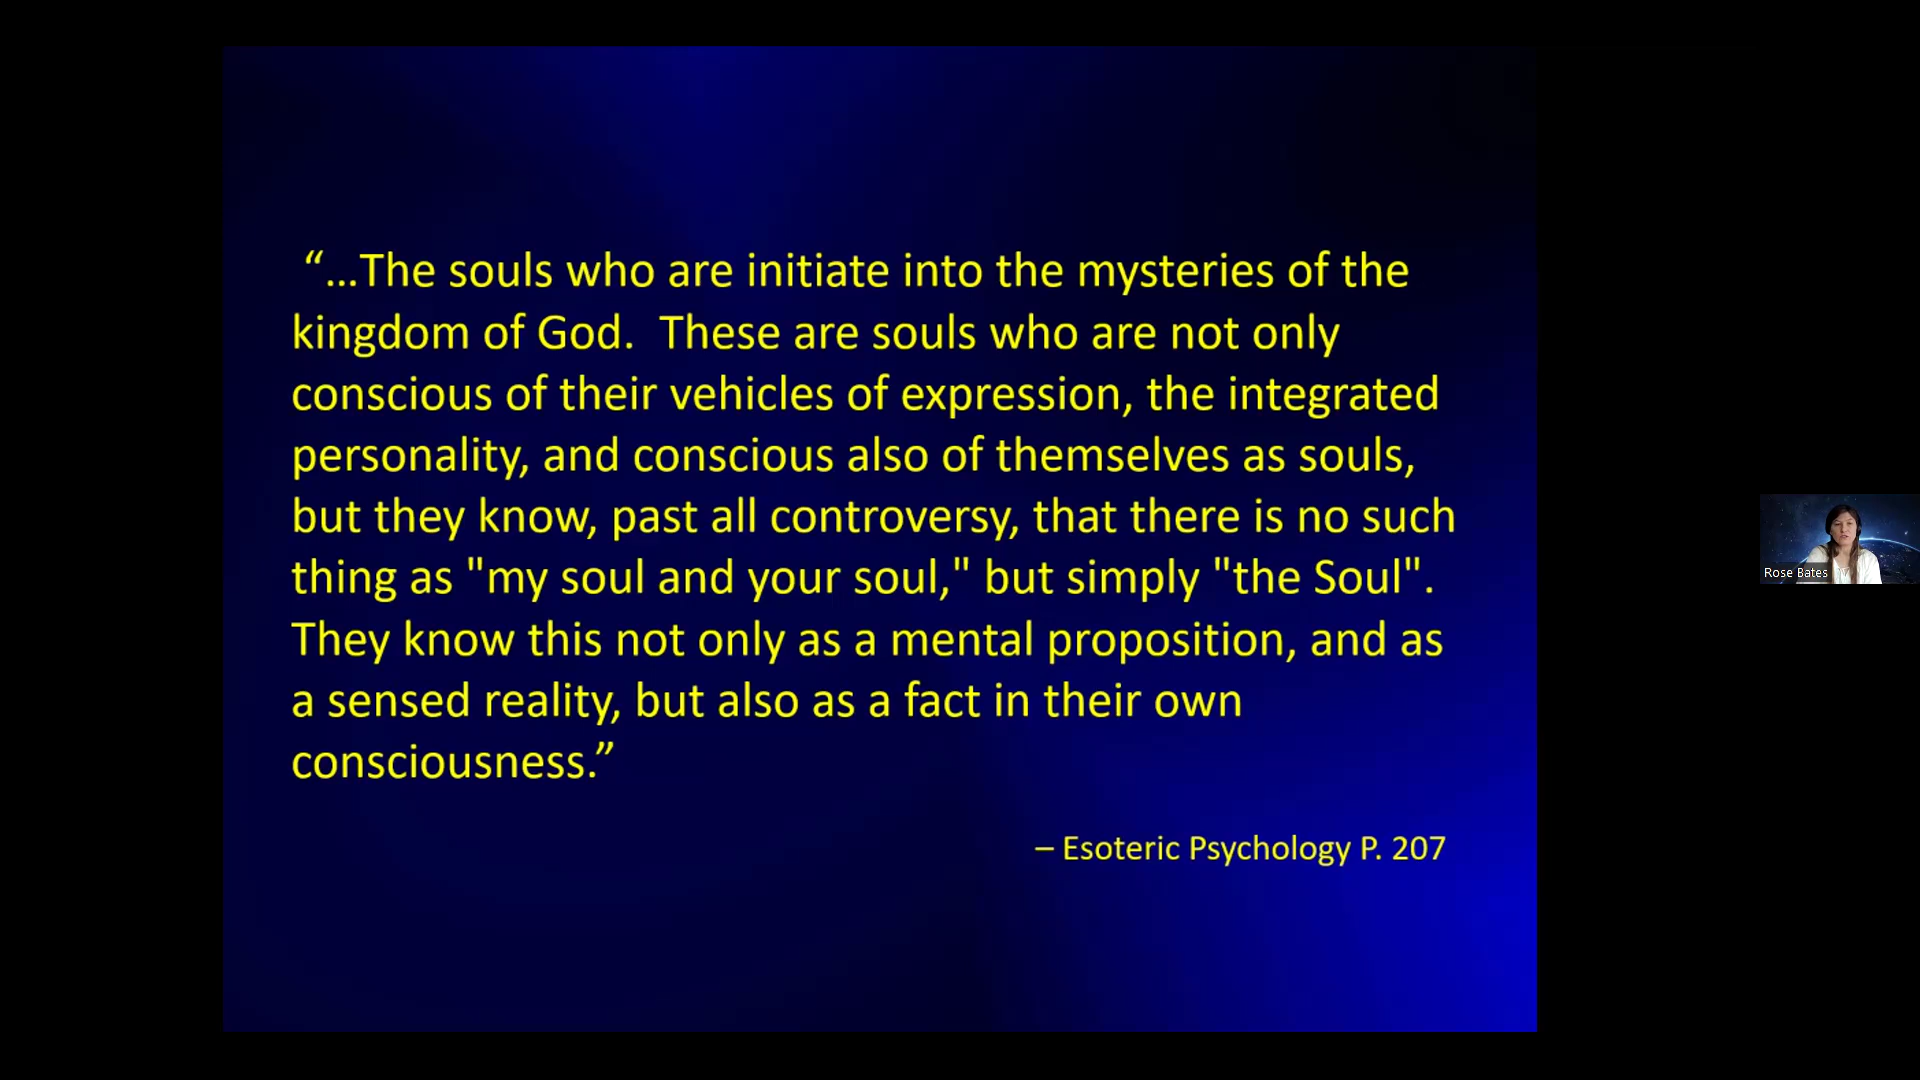 “...The souls who are initiate into the mysteries of the
kingdom of God.  These are souls who are not only
conscious of their vehicles of expression, the integrated
personality, and conscious also of themselves as souls,
but they know, past all controversy, that there is no such
thing as "my soul and your soul," but simply "the Soul".
They know this not only as a mental proposition, and as
a sensed reality, but also as a fact in their own
consciousness.”
– Esoteric Psychology P. 207
Rose Bates